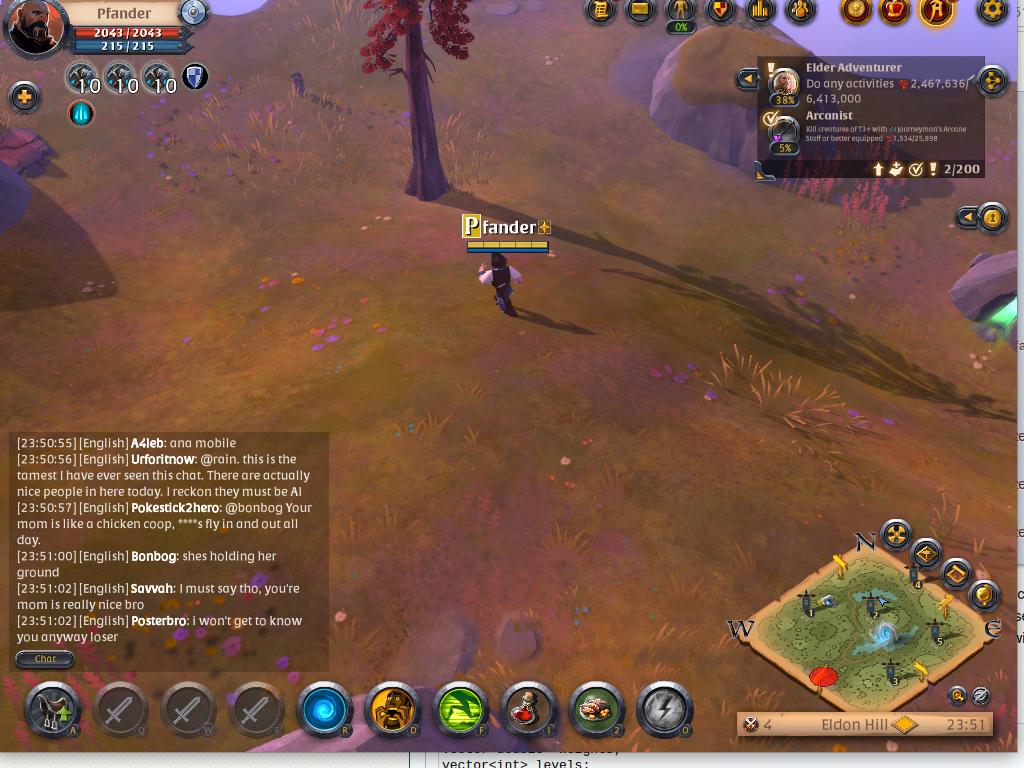 Pfander
2043 / 2043
215 / 215
10 10 10
0%
Elder Adventurer
Do any activities 2,467,636/
6,413,000
38%
Arcanist
Kill creatures of T3+ with Journeyman's Arcane
Staff or better equipped 1,534/25,898
5%
2/200
Pfander
[23:50:55] [English] A4leb: ana mobile
[23:50:56] [English] Urforitnow: @rain. this is the
tamest I have ever seen this chat. There are actually
nice people in here today. I reckon they must be AI
[23:50:57] [English] Pokestick2hero: @bonbog Your
mom is like a chicken coop, ****s fly in and out all
day.
[23:51:00] [English] Bonbog: shes holding her
ground
[23:51:02] [English] Savvah: I must say tho, you're
mom is really nice bro
[23:51:02] [English] Posterbro: i won't get to know
you anyway loser
Chat
N
W
E
1
2
3
4
5
A Q W E R D F 1 2 O
4 Eldon Hill 23:51
vector<int> levels;